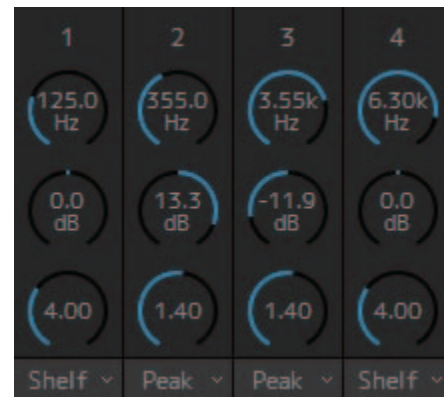 1 2 3 4
125.0 355.0 3.55k 6.30k
Hz Hz Hz Hz
0.0 13.3 -11.9 0.0
dB dB dB dB
4.00 1.40 1.40 4.00
Shelf Peak Peak Shelf